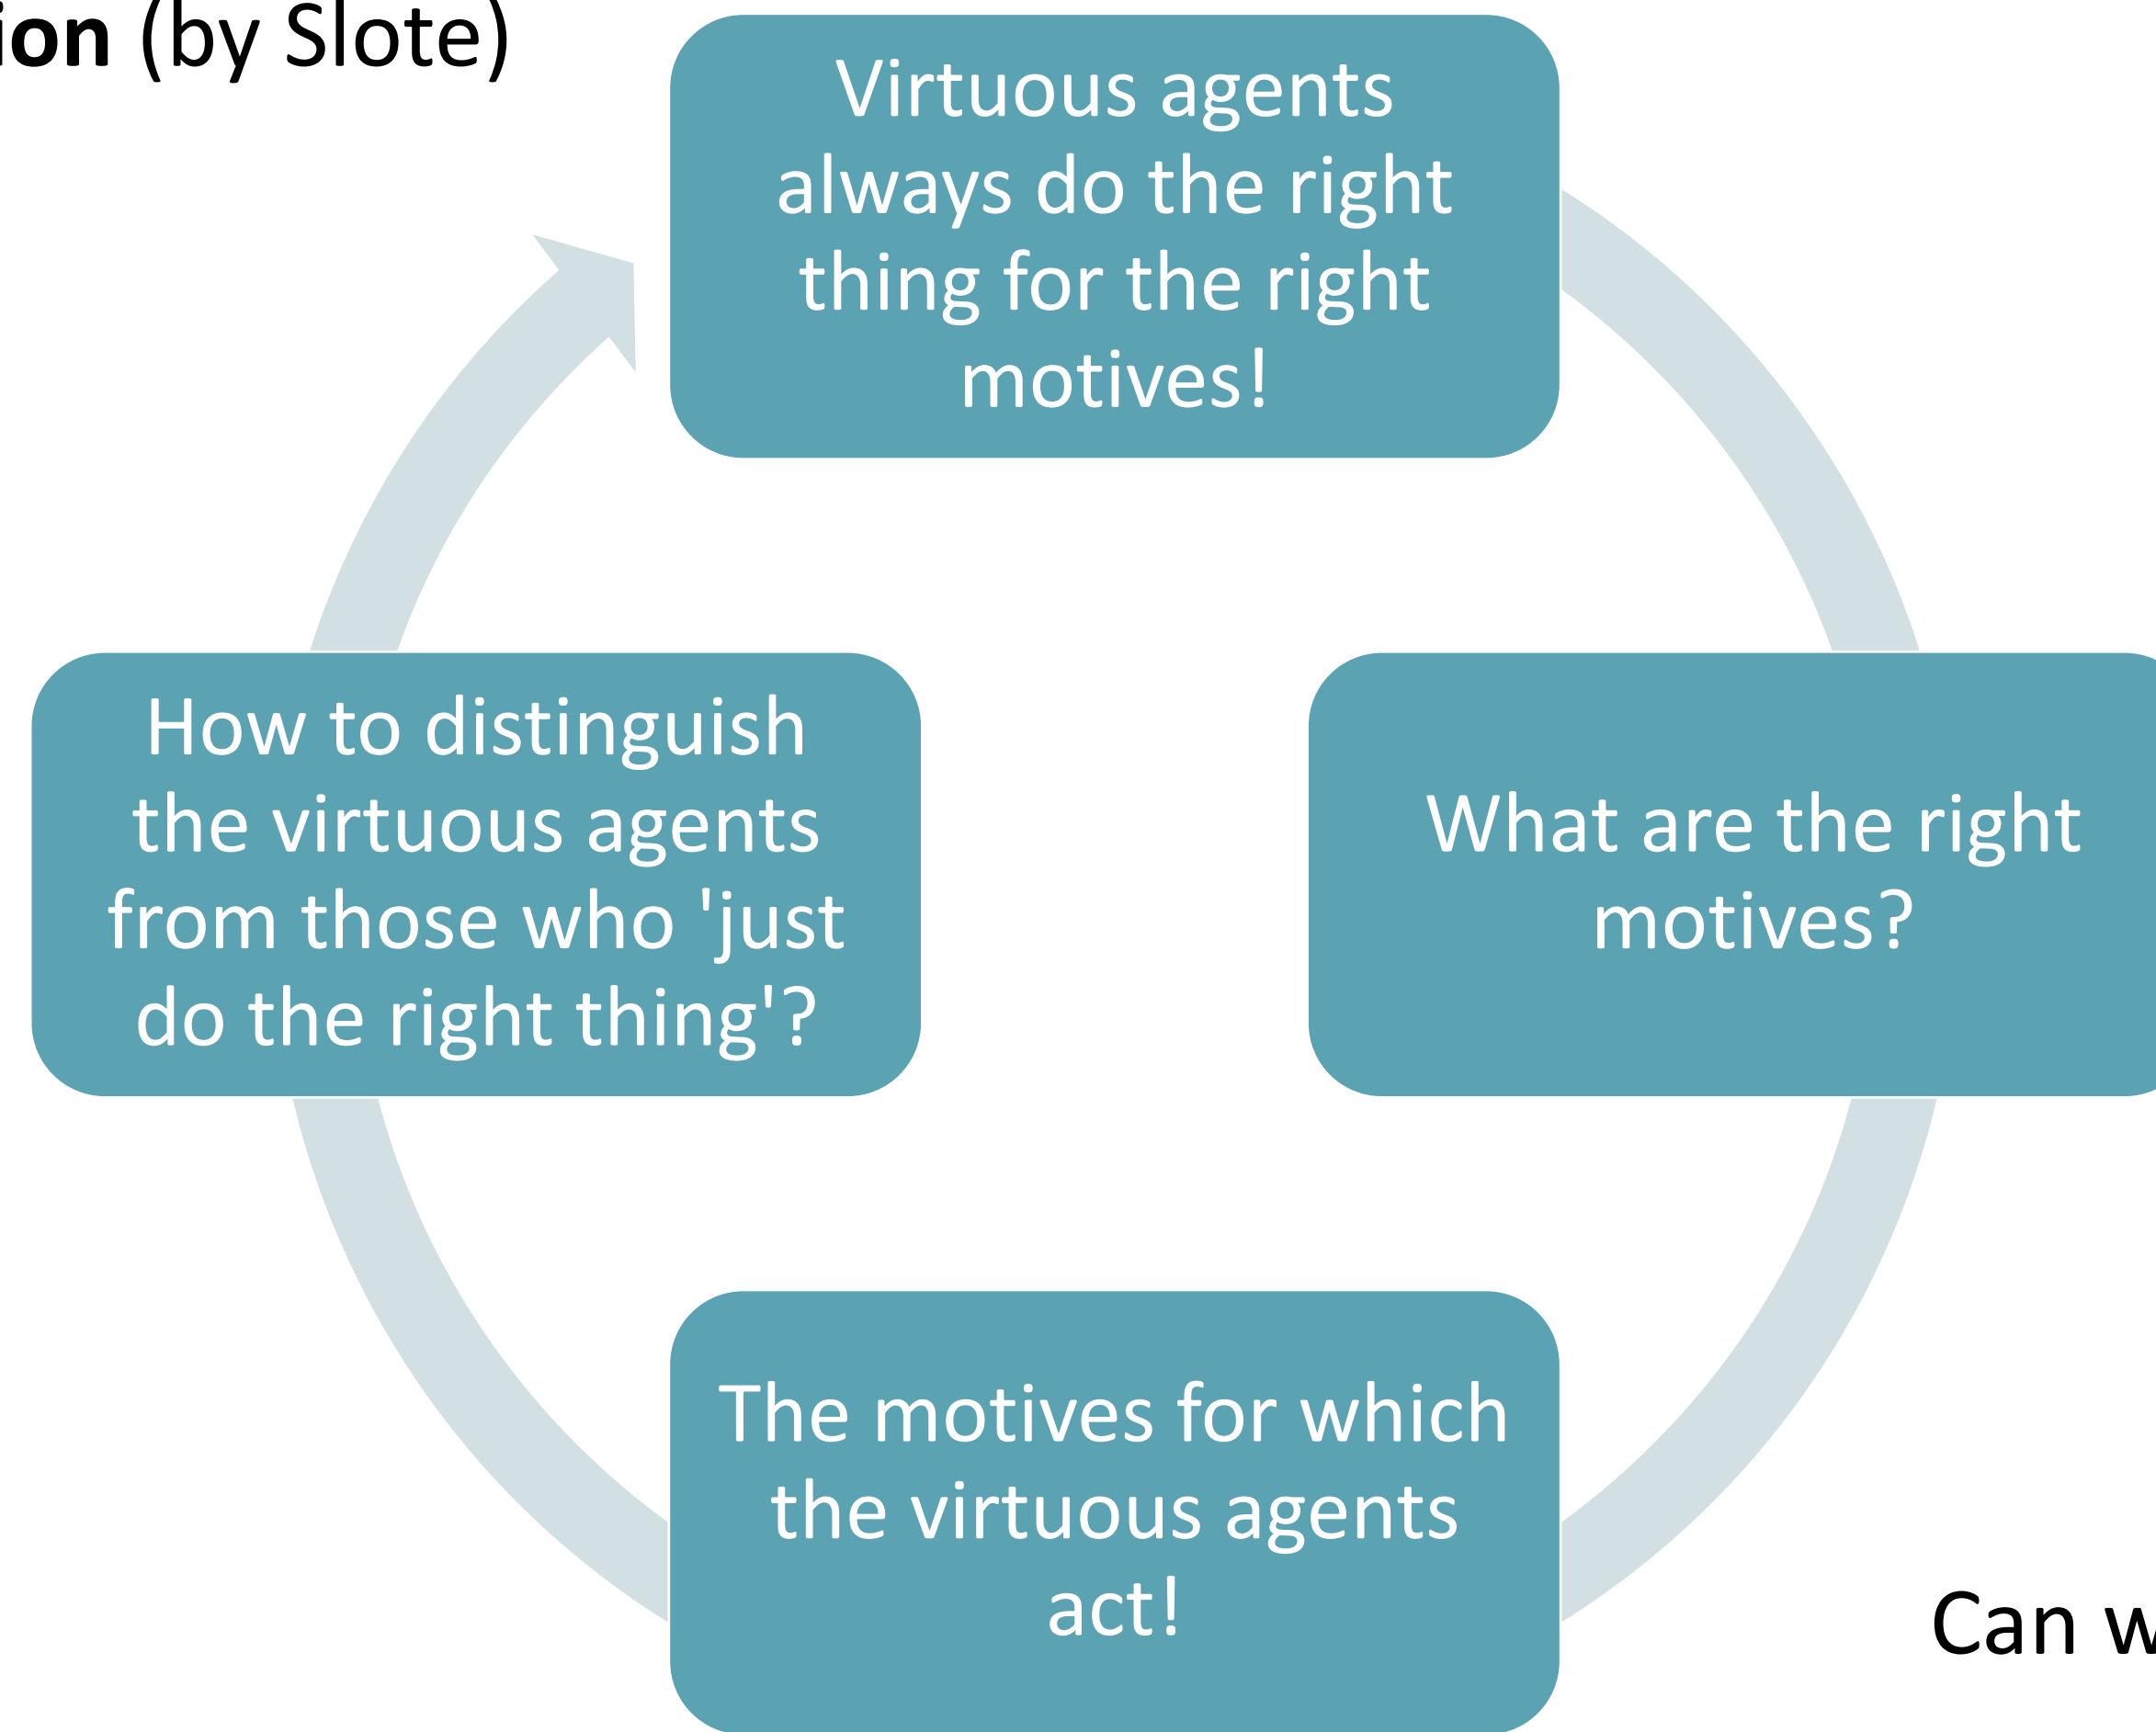 ion (by Slote)
Virtuous agents
always do the right
thing for the right
motives!
How to distinguish
the virtuous agents
from those who 'just
do the right thing'?
What are the right
motives?
The motives for which
the virtuous agents
act!
Can w